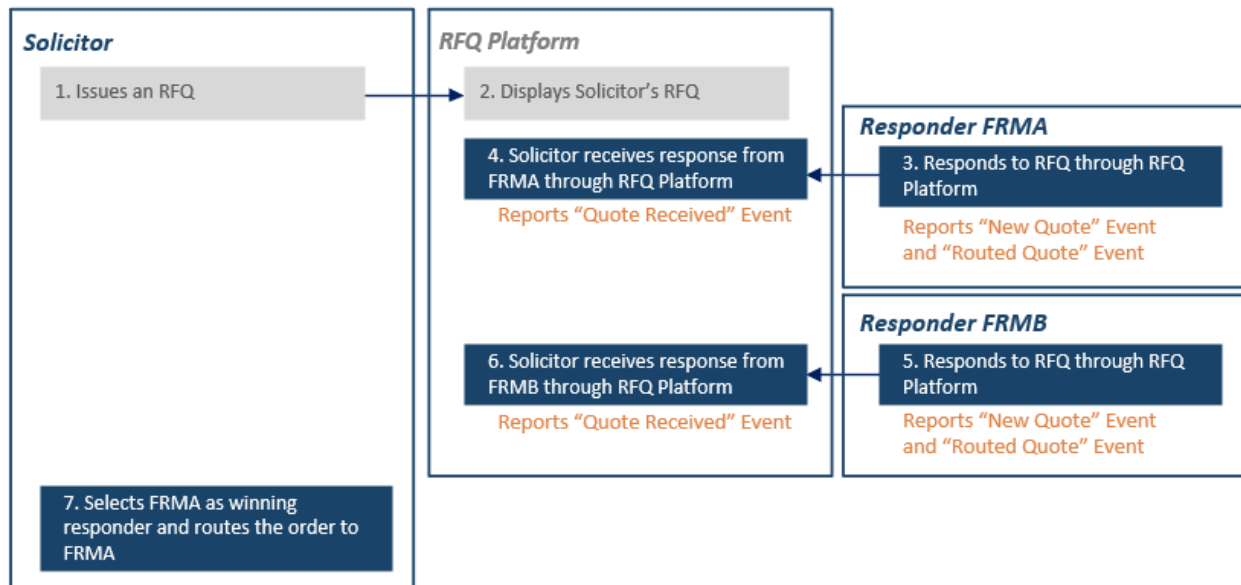 Solicitor
1. Issues an RFQ
7. Selects FRMA as winning
responder and routes the order to
FRMA
RFQ Platform
2. Displays Solicitor's RFQ
4. Solicitor receives response from
FRMA through RFQ Platform
Reports “Quote Received” Event
6. Solicitor receives response from
FRMB through RFQ Platform
Reports “Quote Received” Event
Responder FRMA
3. Responds to RFQ through RFQ
Platform
Reports “New Quote” Event
and “Routed Quote” Event
Responder FRMB
5. Responds to RFQ through RFQ
Platform
Reports “New Quote” Event
and “Routed Quote” Event